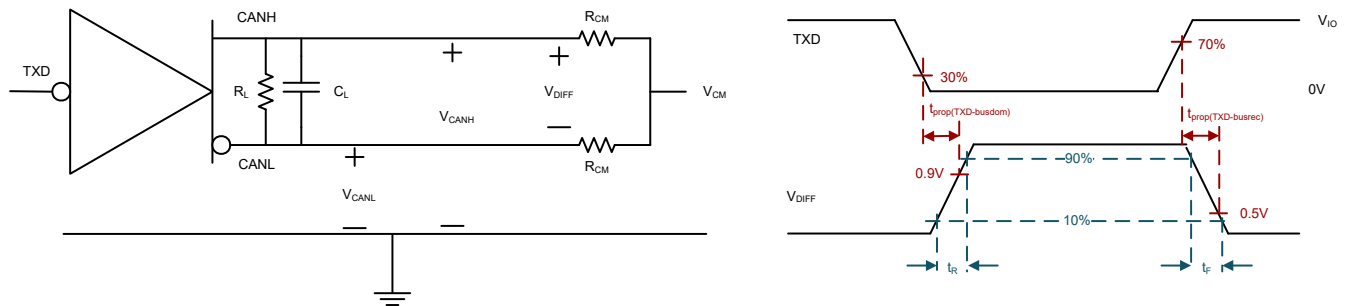 CANH
TXD
RL
CL
VCANH
VDIFF
RCM
VCM
RCM
CANL
VCANL
TXD
VIO
70%
30%
0V
tprop(TXD-busdom)
tprop(TXD-busrec)
90%
0.9V
VDIFF
0.5V
10%
tR
tF